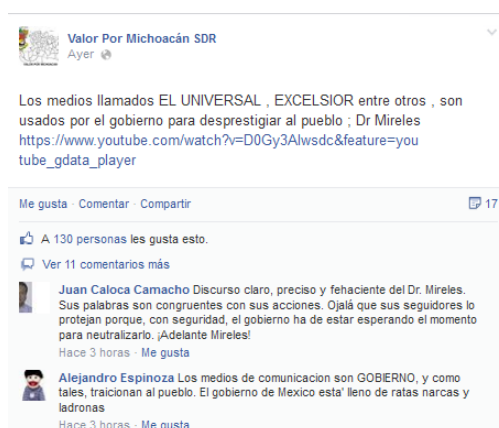 Valor Por Michoacán SDR
Ayer
VALOR POR MICHOACÁN
Los medios llamados EL UNIVERSAL , EXCELSIOR entre otros , son
usados por el gobierno para desprestigiar al pueblo ; Dr Mireles
https://www.youtube.com/watch?v=D0Gy3Alwsdc&feature=you
tube_gdata_player
Me gusta · Comentar · Compartir 17
A 130 personas les gusta esto.
Ver 11 comentarios más
Juan Caloca Camacho Discurso claro, preciso y fehaciente del Dr. Mireles.
Sus palabras son congruentes con sus acciones. Ojalá que sus seguidores lo
protejan porque, con seguridad, el gobierno ha de estar esperando el momento
para neutralizarlo. ¡Adelante Mireles!
Hace 3 horas · Me gusta
Alejandro Espinoza Los medios de comunicacion son GOBIERNO, y como
tales, traicionan al pueblo. El gobierno de Mexico esta' lleno de ratas narcas y
ladronas
Hace 3 horas · Me gusta